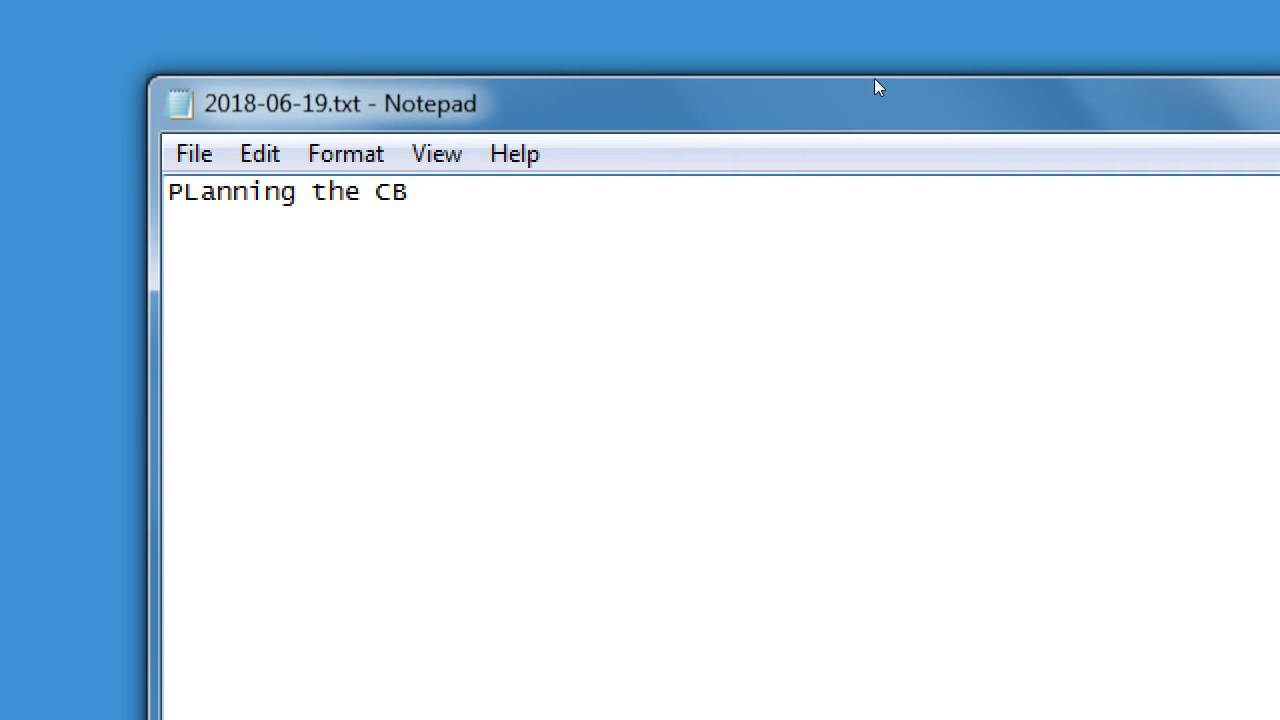 2018-06-19.txt - Notepad
File Edit Format View Help
PLanning the CB